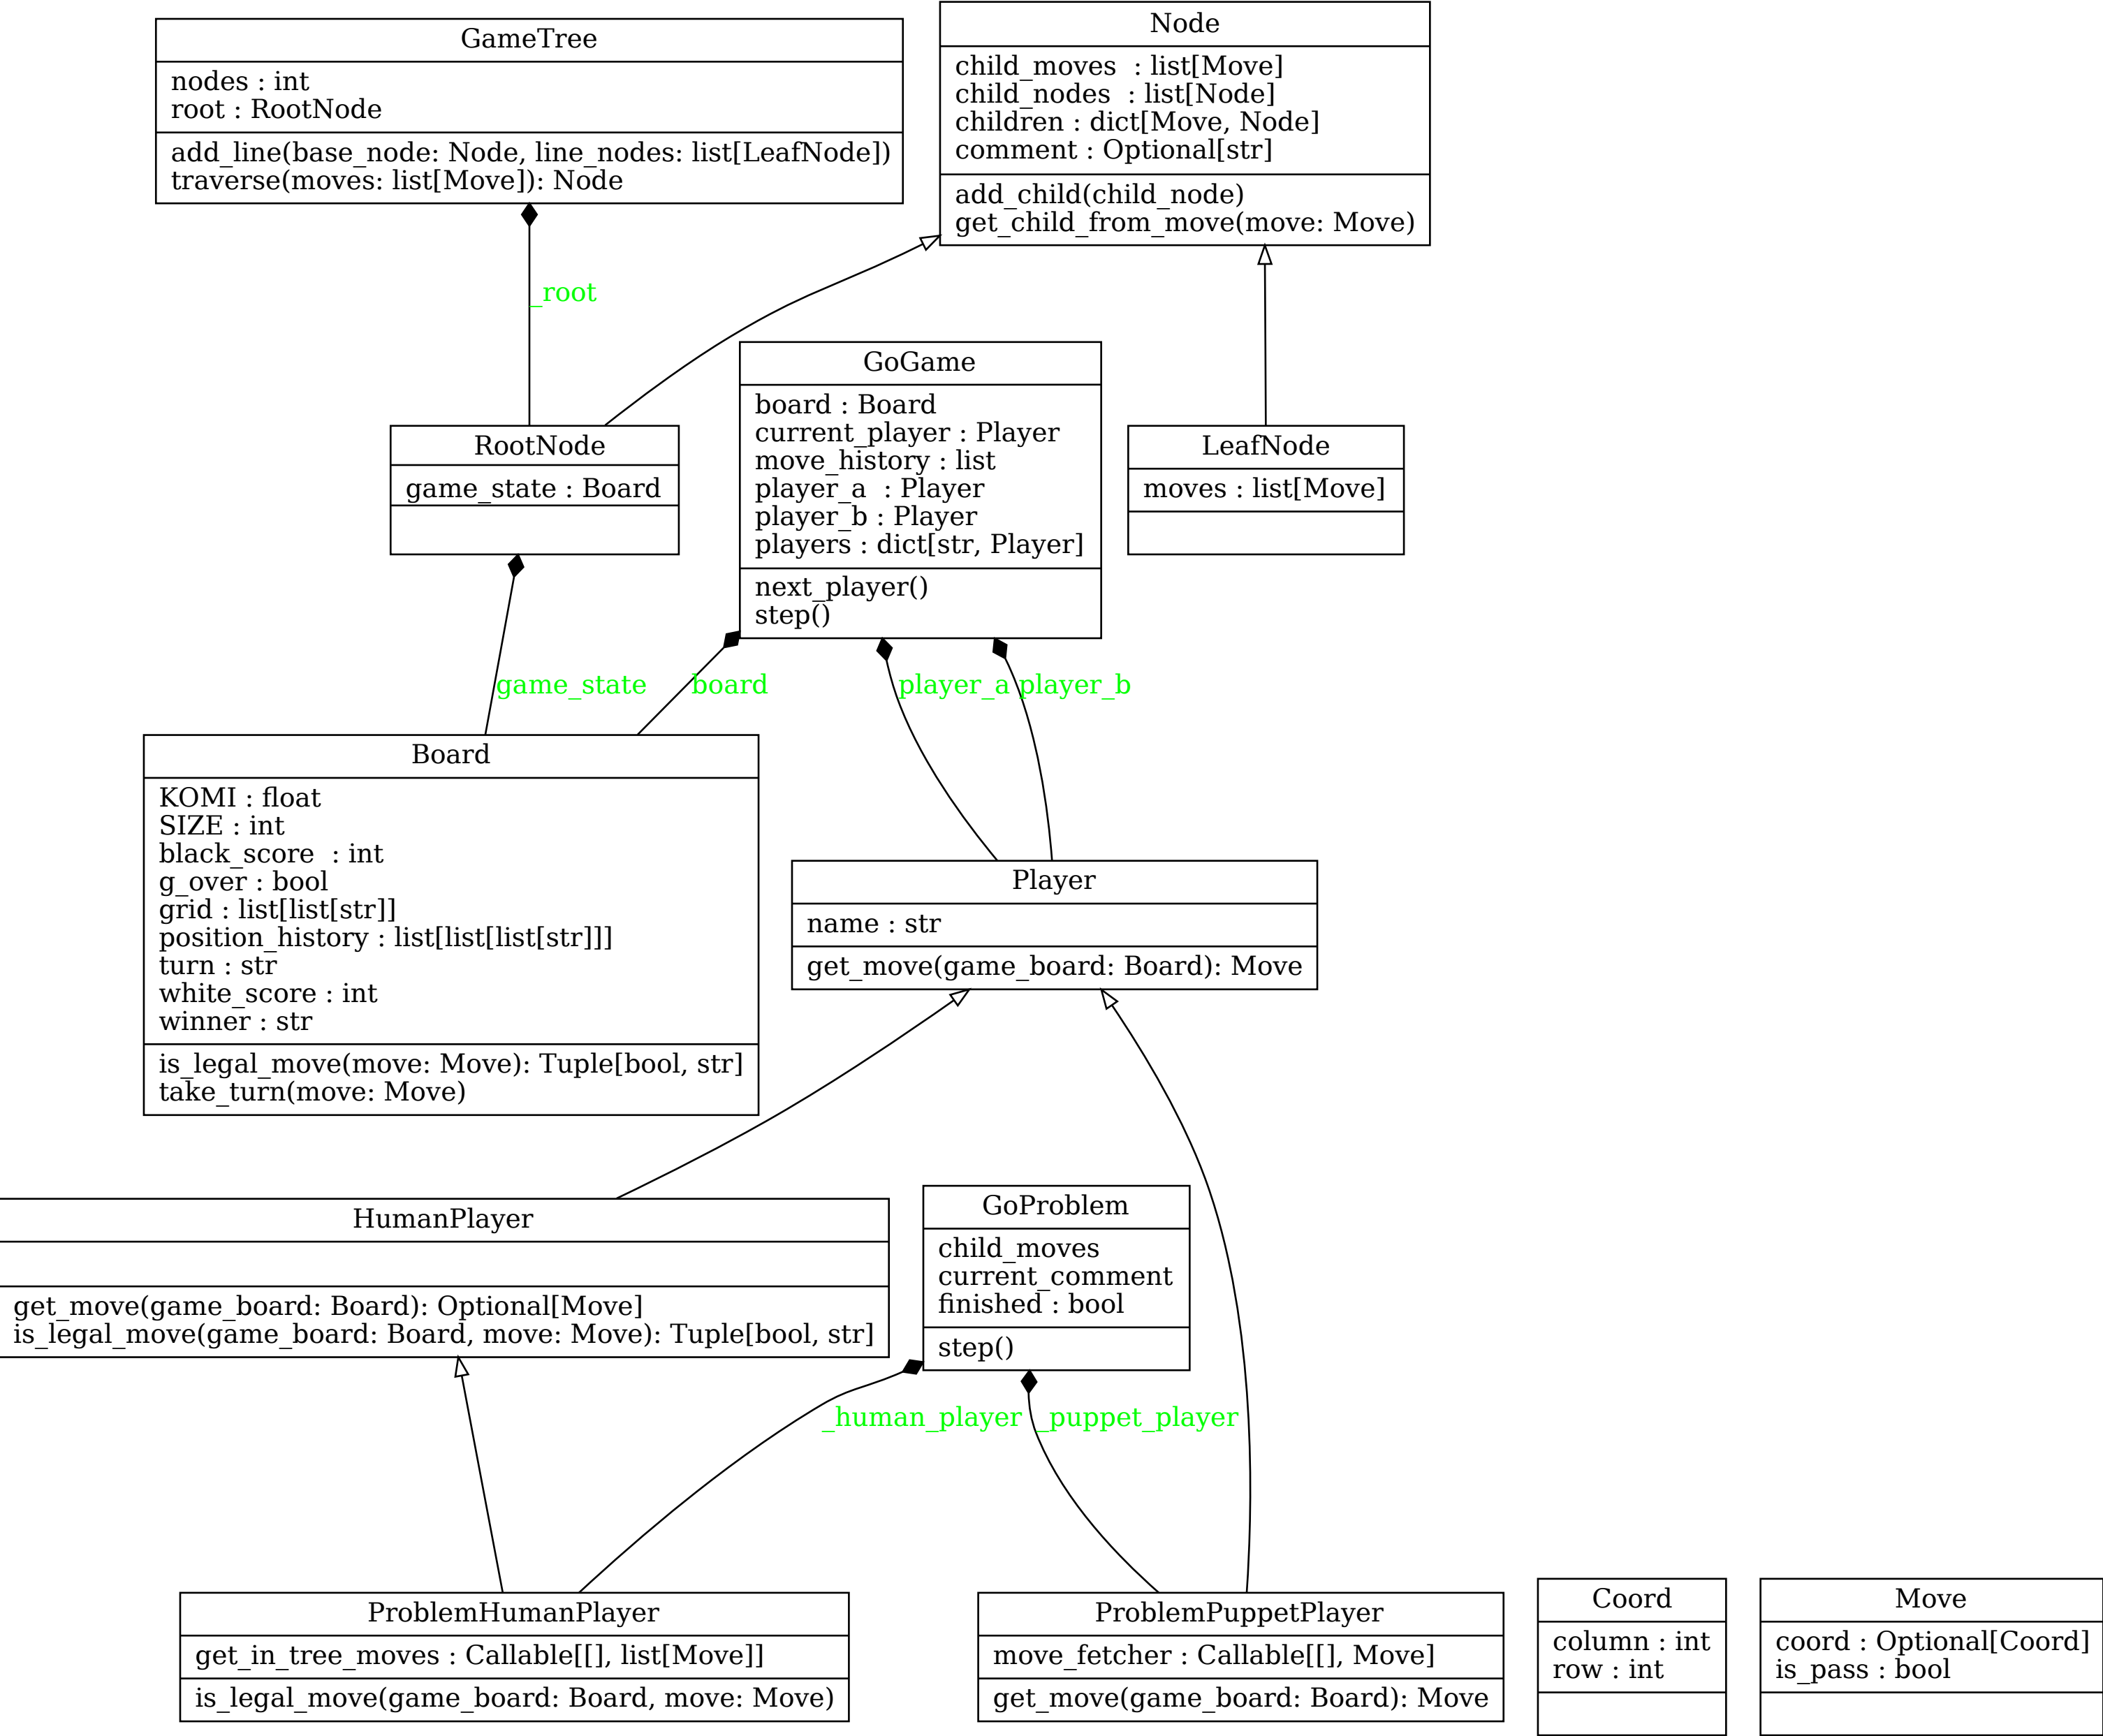 GameTree
nodes : int
root : RootNode
add_line(base_node: Node, line_nodes: list[LeafNode])
traverse(moves: list[Move]): Node
Node
child_moves  : list[Move]
child_nodes  : list[Node]
children : dict[Move, Node]
comment : Optional[str]
add_child(child_node)
get_child_from_move(move: Move)
_root
RootNode
game_state : Board
GoGame
board : Board
current_player : Player
move_history : list
player_a  : Player
player_b : Player
players : dict[str, Player]
next_player()
step()
LeafNode
moves : list[Move]
game_state
board
player_a
player_b
Board
KOMI : float
SIZE : int
black_score  : int
g_over : bool
grid : list[list[str]]
position_history : list[list[list[str]]]
turn : str
white_score : int
winner : str
is_legal_move(move: Move): Tuple[bool, str]
take_turn(move: Move)
Player
name : str
get_move(game_board: Board): Move
HumanPlayer
get_move(game_board: Board): Optional[Move]
is_legal_move(game_board: Board, move: Move): Tuple[bool, str]
GoProblem
child_moves
current_comment
finished : bool
step()
_human_player
_puppet_player
ProblemHumanPlayer
get_in_tree_moves : Callable[[], list[Move]]
is_legal_move(game_board: Board, move: Move)
ProblemPuppetPlayer
move_fetcher : Callable[[], Move]
get_move(game_board: Board): Move
Coord
column : int
row : int
Move
coord : Optional[Coord]
is_pass : bool